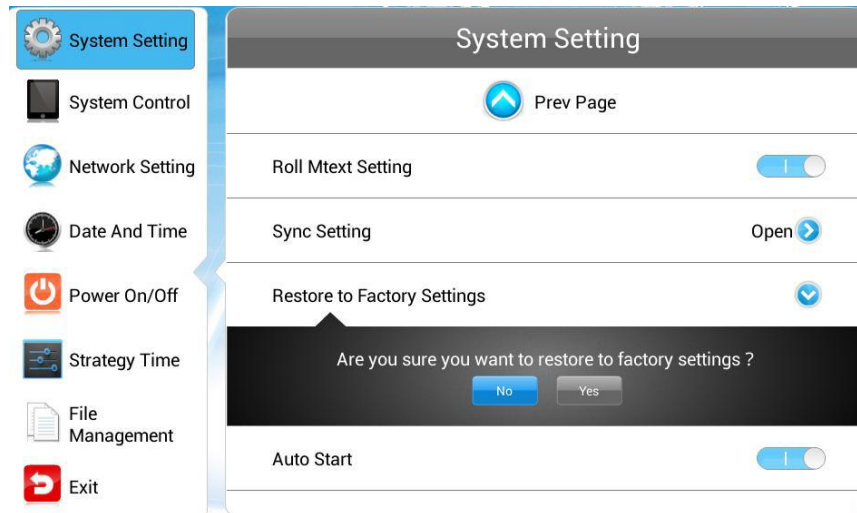 System Setting
System Control
Network Setting
Date And Time
Power On/Off
Strategy Time
File
Management
Exit
System Setting
Prev Page
Roll Mtext Setting
Sync Setting Open
Restore to Factory Settings
Are you sure you want to restore to factory settings ?
No Yes
Auto Start